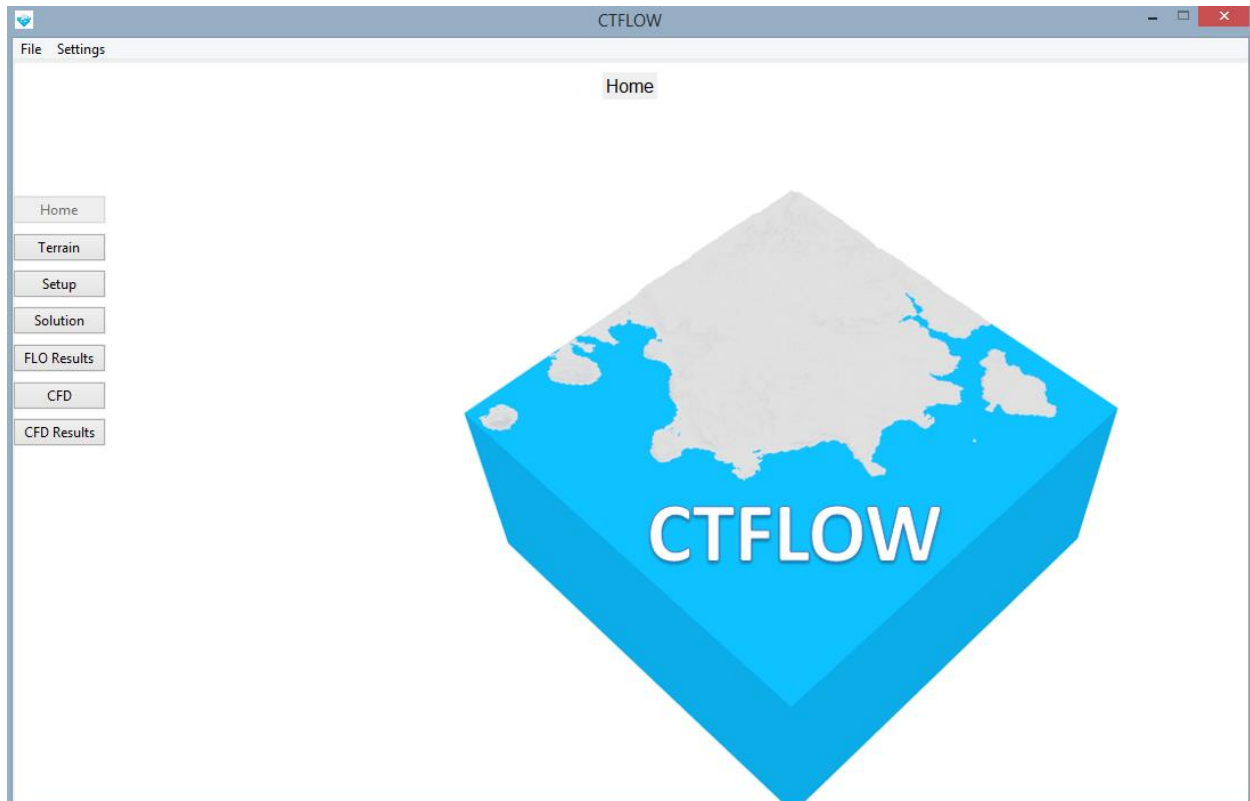 CTFLOW
File Settings
Home
Home
Terrain
Setup
Solution
FLO Results
CFD
CFD Results
CTFLOW